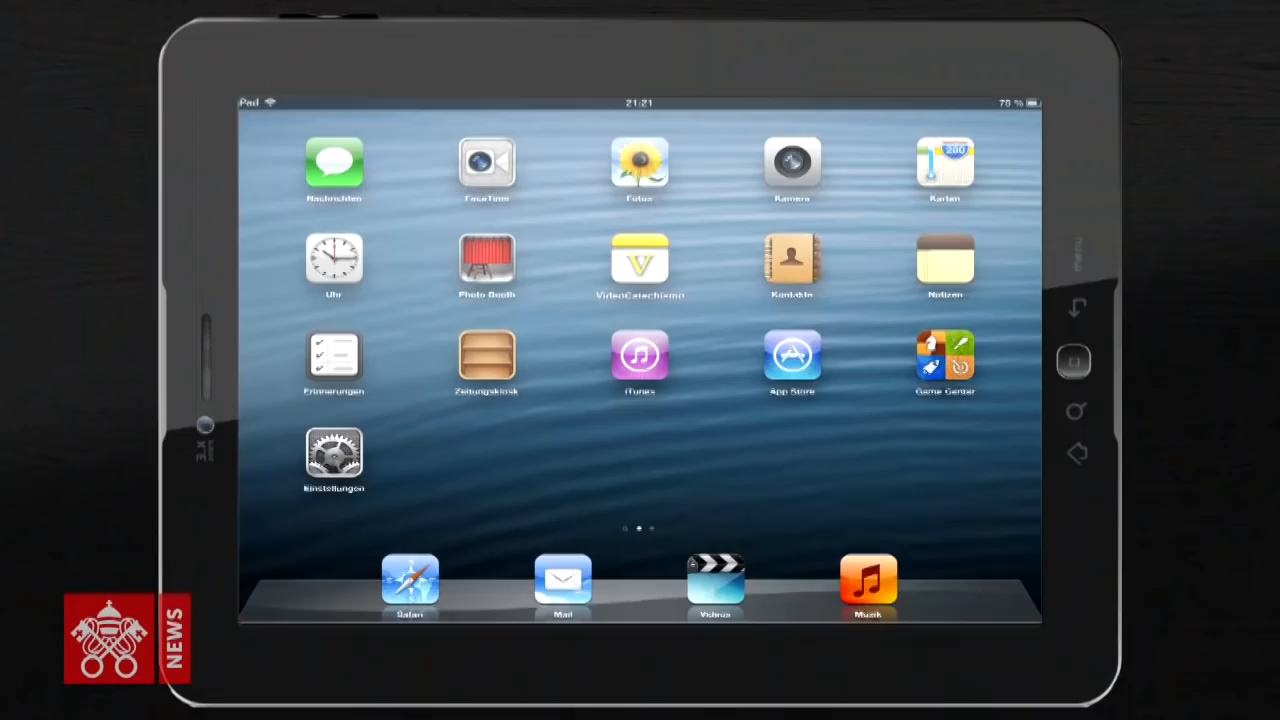 iPad
21:21
78 %
280
Nachrichten
FaceTime
Fotos
Kamera
Karten
Uhr
Photo Booth
V
VideoCatechismo
Kontakte
Notizen
Erinnerungen
Zeitungskiosk
iTunes
App Store
Game Center
Einstellungen
Safari
Mail
Videos
Musik
menu
NEWS